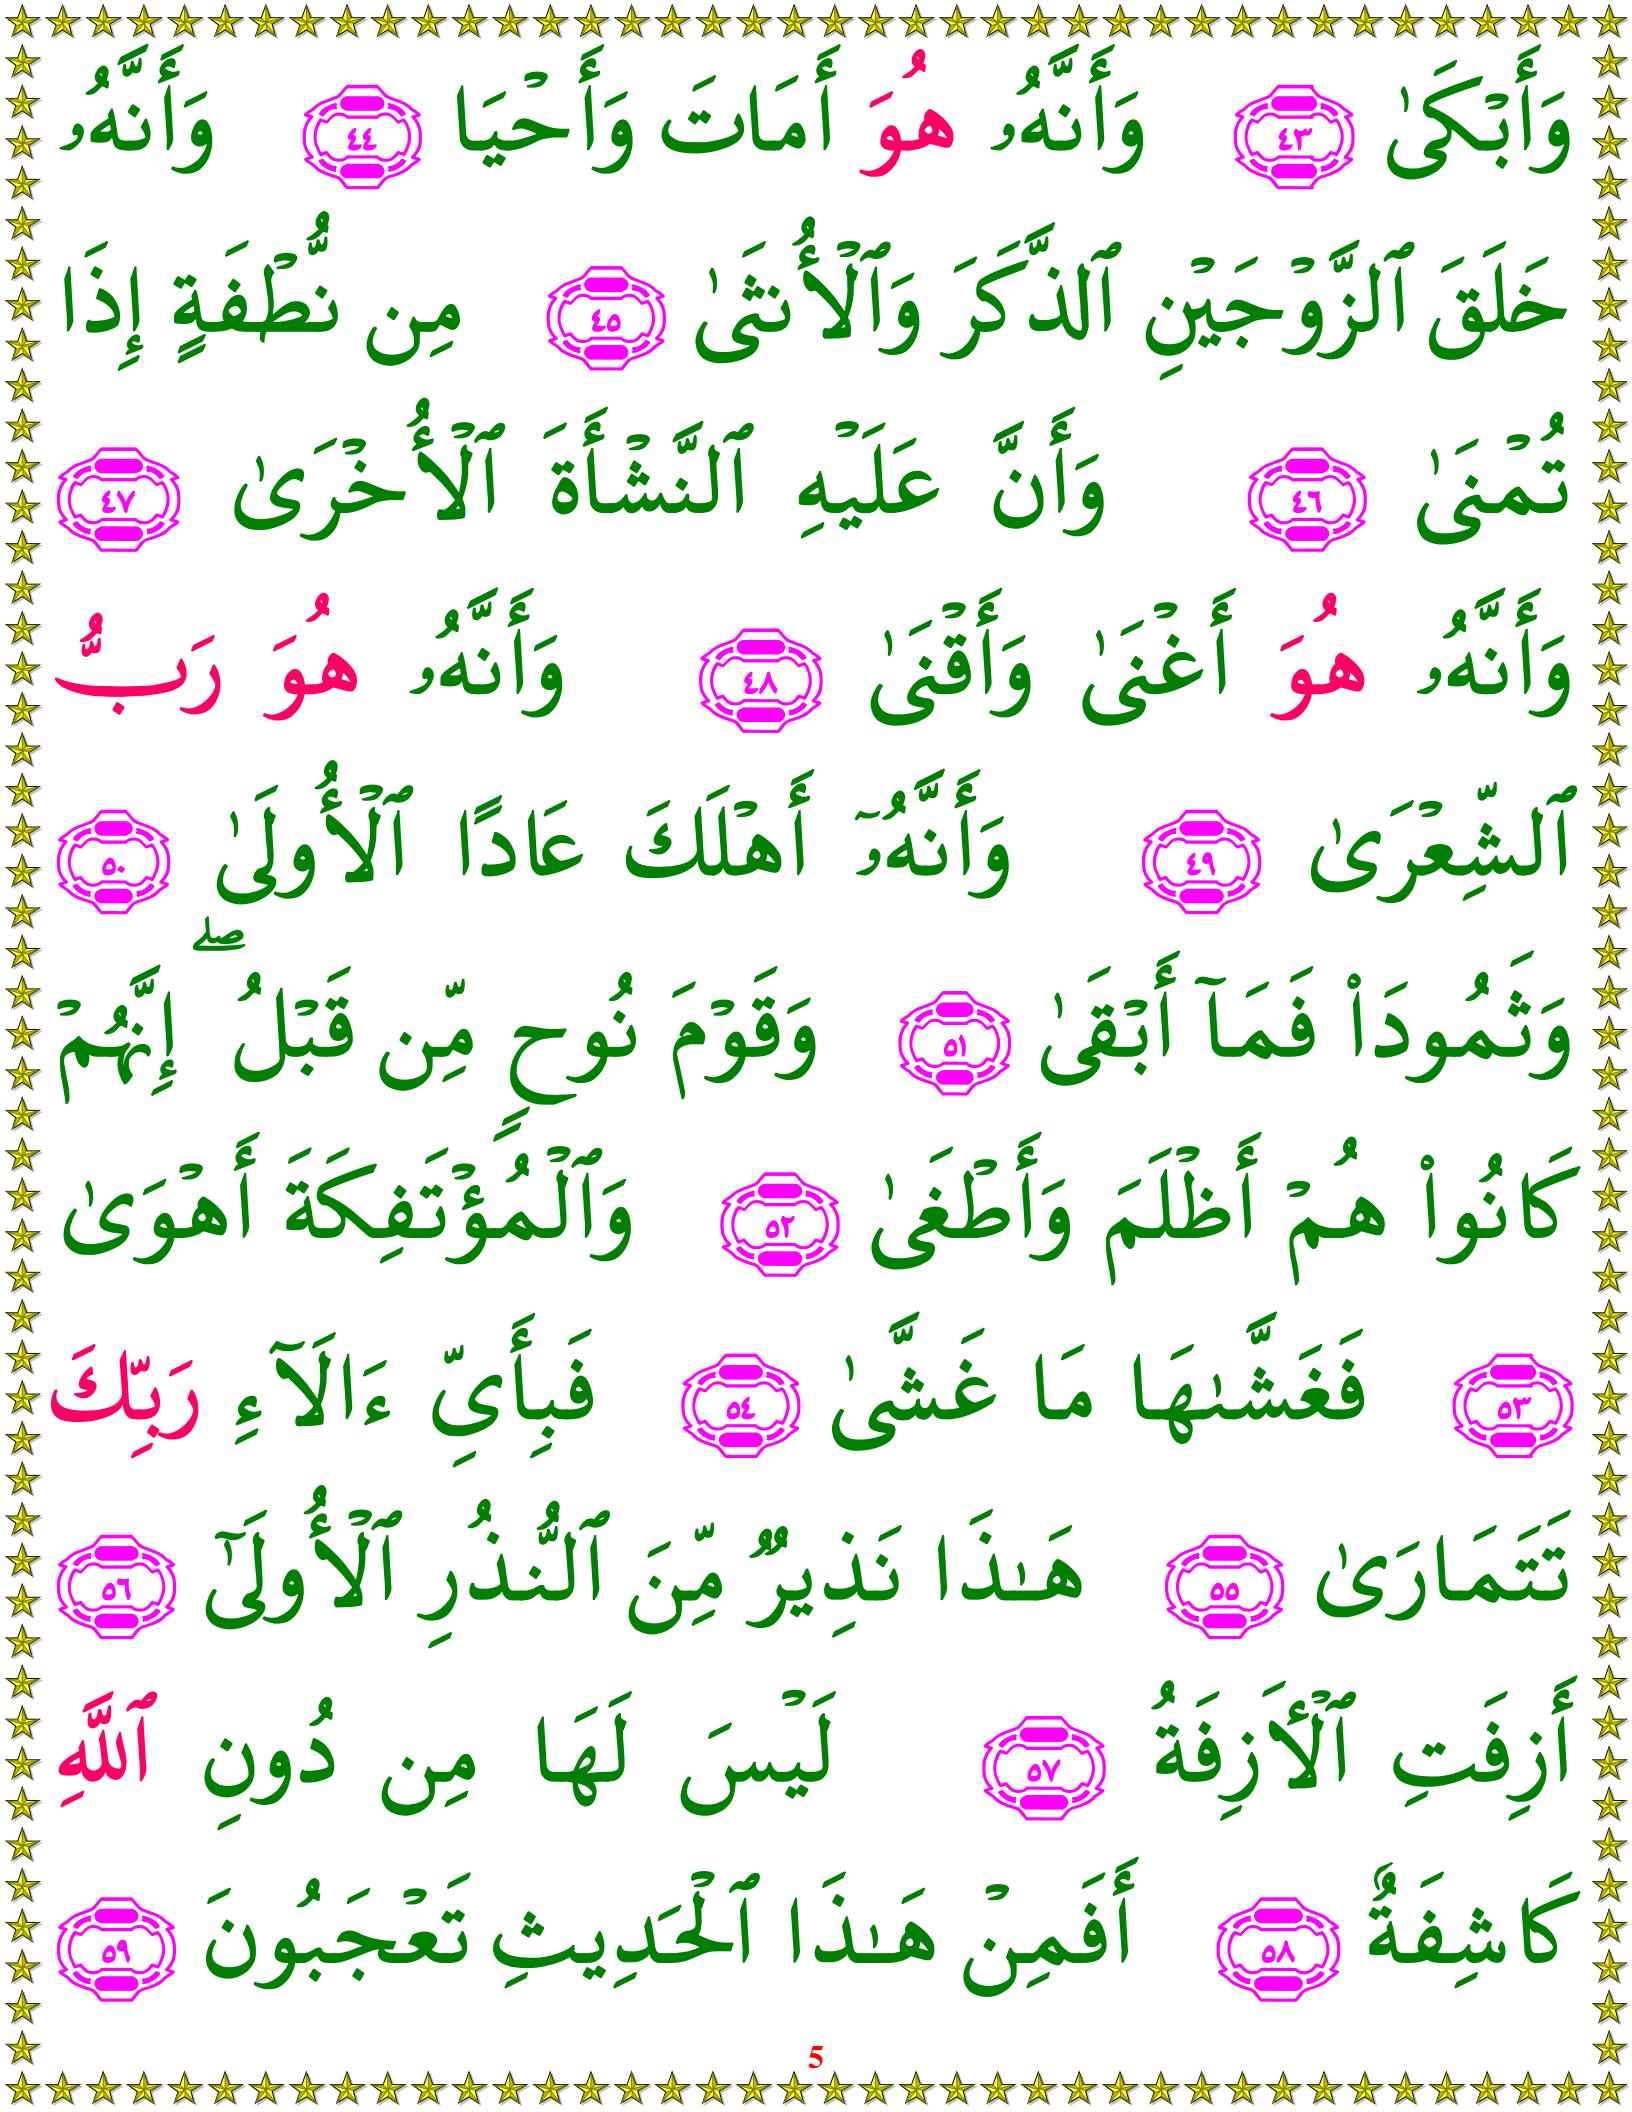 وَأَبْكَىٰ ٤٣ وَأَنَّهُۥ هُوَ أَمَاتَ وَأَحْيَا ٤٤ وَأَنَّهُۥ
خَلَقَ ٱلزَّوْجَيْنِ ٱلذَّكَرَ وَٱلْأُنثَىٰ ٤٥ مِن نُّطْفَةٍ إِذَا
تُمْنَىٰ ٤٦ وَأَنَّ عَلَيْهِ ٱلنَّشْأَةَ ٱلْأُخْرَىٰ ٤٧
وَأَنَّهُۥ هُوَ أَغْنَىٰ وَأَقْنَىٰ ٤٨ وَأَنَّهُۥ هُوَ رَبُّ
ٱلشِّعْرَىٰ ٤٩ وَأَنَّهُۥٓ أَهْلَكَ عَادًا ٱلْأُولَىٰ ٥٠
وَثَمُودَا۟ فَمَآ أَبْقَىٰ ٥١ وَقَوْمَ نُوحٍ مِّن قَبْلُ ۖ إِنَّهُمْ
كَانُوا۟ هُمْ أَظْلَمَ وَأَطْغَىٰ ٥٢ وَٱلْمُؤْتَفِكَةَ أَهْوَىٰ
٥٣ فَغَشَّىٰهَا مَا غَشَّىٰ ٥٤ فَبِأَىِّ ءَالَآءِ رَبِّكَ
تَتَمَارَىٰ ٥٥ هَـٰذَا نَذِيرٌ مِّنَ ٱلنُّذُرِ ٱلْأُولَىٰٓ ٥٦
أَزِفَتِ ٱلْأَزِفَةُ ٥٧ لَيْسَ لَهَا مِن دُونِ ٱللَّهِ
كَاشِفَةٌ ٥٨ أَفَمِنْ هَـٰذَا ٱلْحَدِيثِ تَعْجَبُونَ ٥٩
5